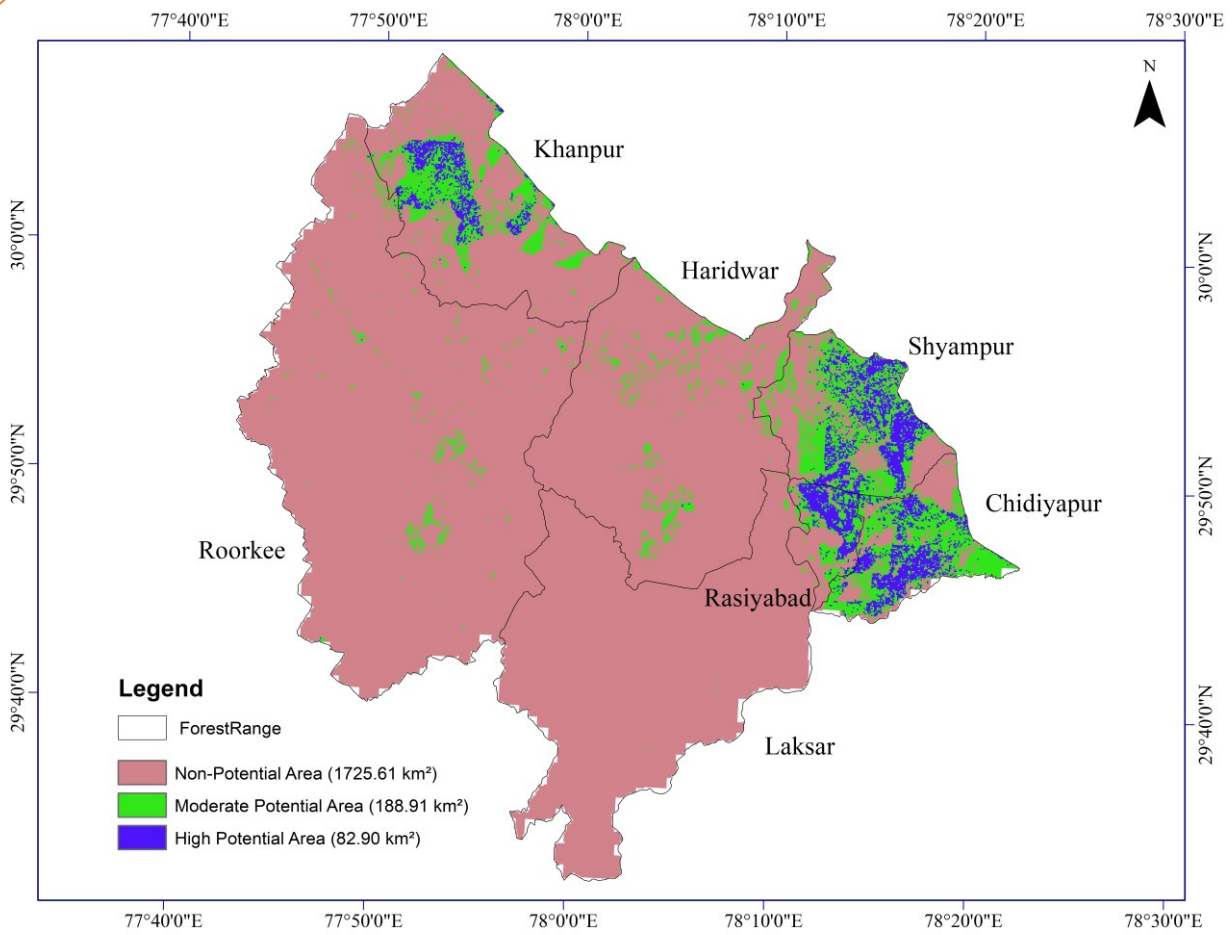 77°40'0"E 77°50'0"E 78°0'0"E 78°10'0"E 78°20'0"E 78°30'0"E
N
Khanpur
30°0'0"N
Haridwar
30°0'0"N
Shyampur
29°50'0"N
Chidiyapur
29°50'0"N
Roorkee
Rasiyabad
Legend
29°40'0"N
ForestRange
29°40'0"N
Laksar
Non-Potential Area (1725.61 km²)
Moderate Potential Area (188.91 km²)
High Potential Area (82.90 km²)
77°40'0"E 77°50'0"E 78°0'0"E 78°10'0"E 78°20'0"E 78°30'0"E